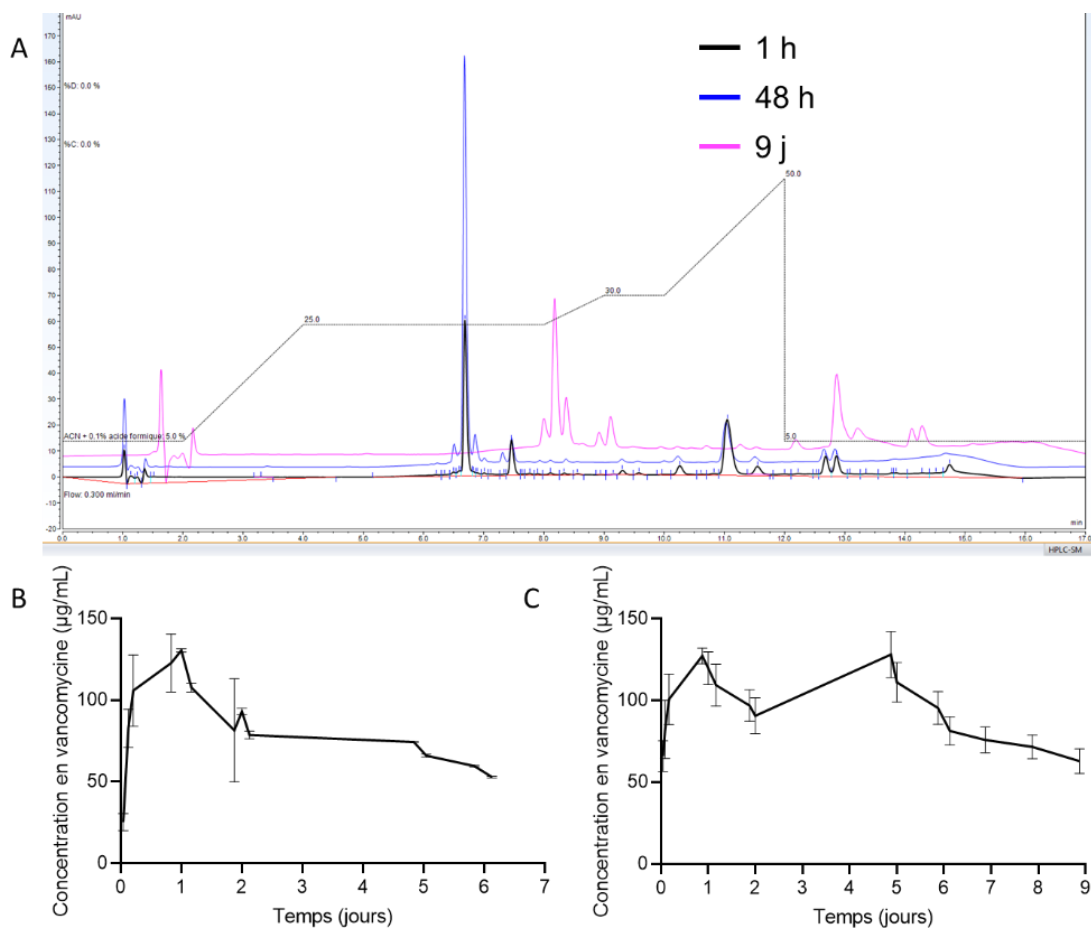 A
mAU
170
160
150
140
130
120
110
100
90
80
70
60
50
40
30
20
10
0
-10
-20
%D: 0.0 %
%C: 0.0 %
1 h
48 h
9 j
50.0
30.0
25.0
ACN + 0.1% acide formique: 5.0 %
5.0
Flow: 0.300 ml/min
min
0.0 1.0 2.0 3.0 4.0 5.0 6.0 7.0 8.0 9.0 10.0 11.0 12.0 13.0 14.0 15.0 16.0 17.0
HPLC-SM
B
Concentration en vancomycine (µg/mL)
150
100
50
0
0 1 2 3 4 5 6 7
Temps (jours)
C
Concentration en vancomycine (µg/mL)
150
100
50
0
0 1 2 3 4 5 6 7 8 9
Temps (jours)